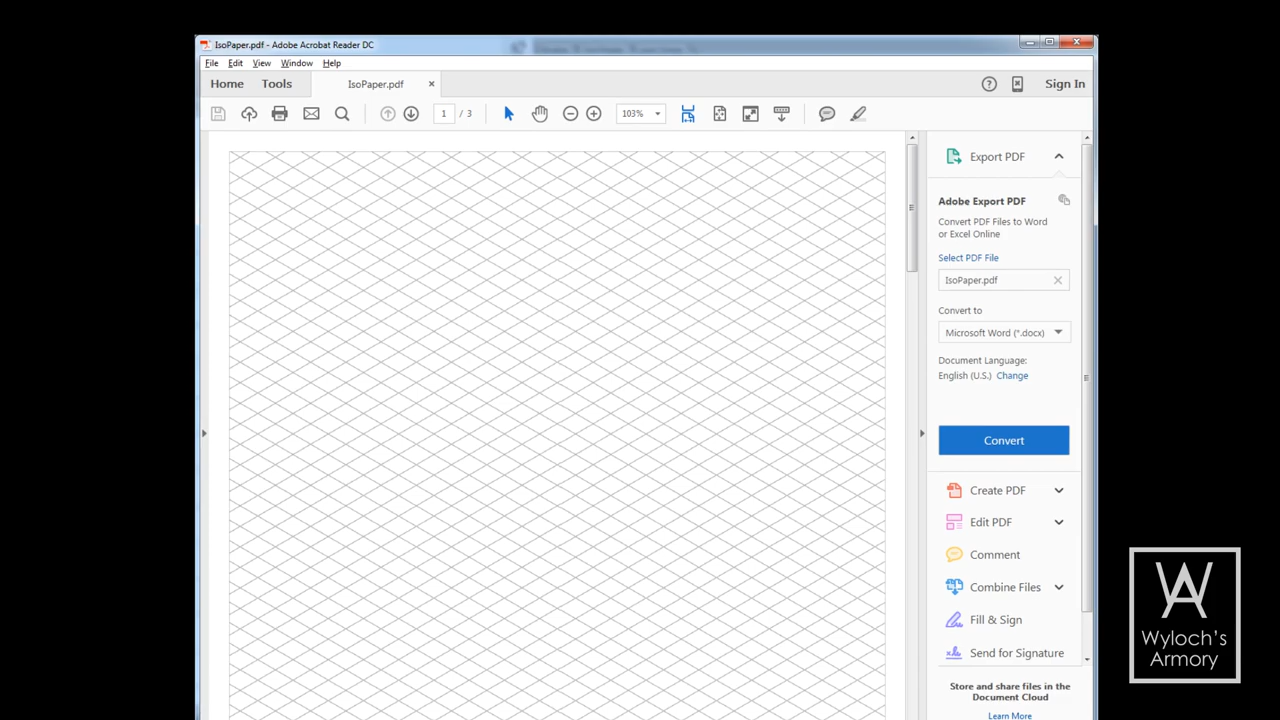 IsoPaper.pdf - Adobe Acrobat Reader DC
File Edit View Window Help
Home Tools IsoPaper.pdf × Sign In
1 / 3 103%
Export PDF
Adobe Export PDF
Convert PDF Files to Word
or Excel Online
Select PDF File
IsoPaper.pdf
Convert to
Microsoft Word (*.docx)
Document Language:
English (U.S.) Change
Convert
Create PDF
Edit PDF
Comment
Combine Files
Fill & Sign
Send for Signature
Store and share files in the
Document Cloud
Learn More
WA
Wyloch's
Armory